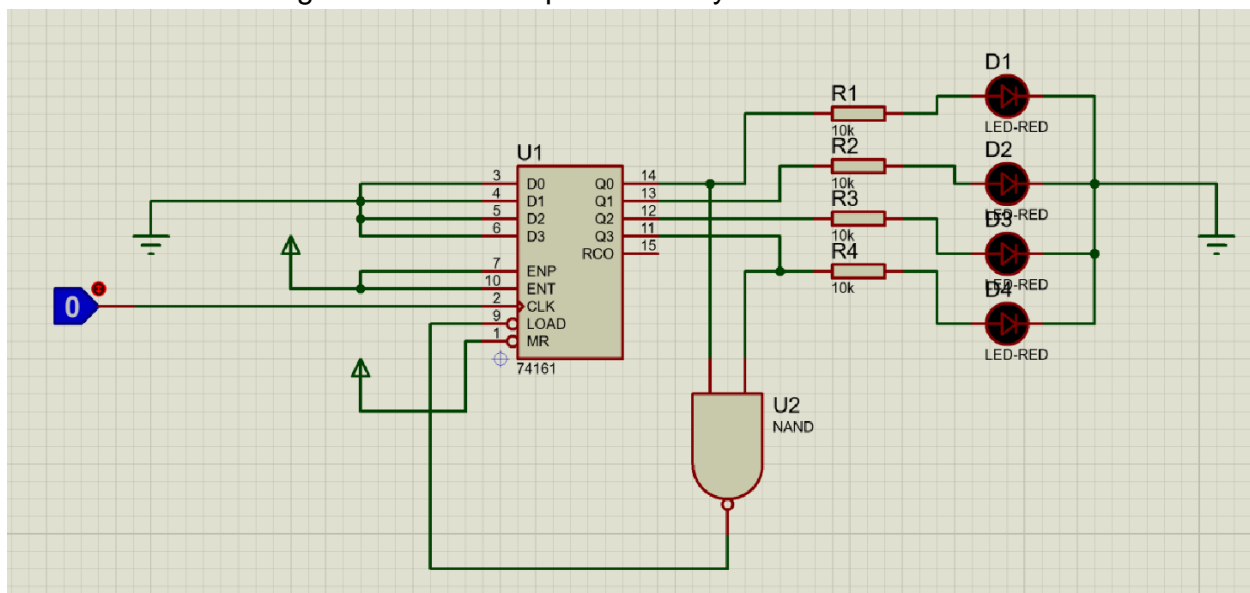 D1
R1
10k
LED-RED
R2
D2
10k
LED-RED
R3
D3
10k
LED-RED
R4
D4
10k
LED-RED
U1
3 D0 Q0 14
4 D1 Q1 13
5 D2 Q2 12
6 D3 Q3 11
RCO 15
7 ENP
10 ENT
2 CLK
9 LOAD
1 MR
74161
0
U2
NAND